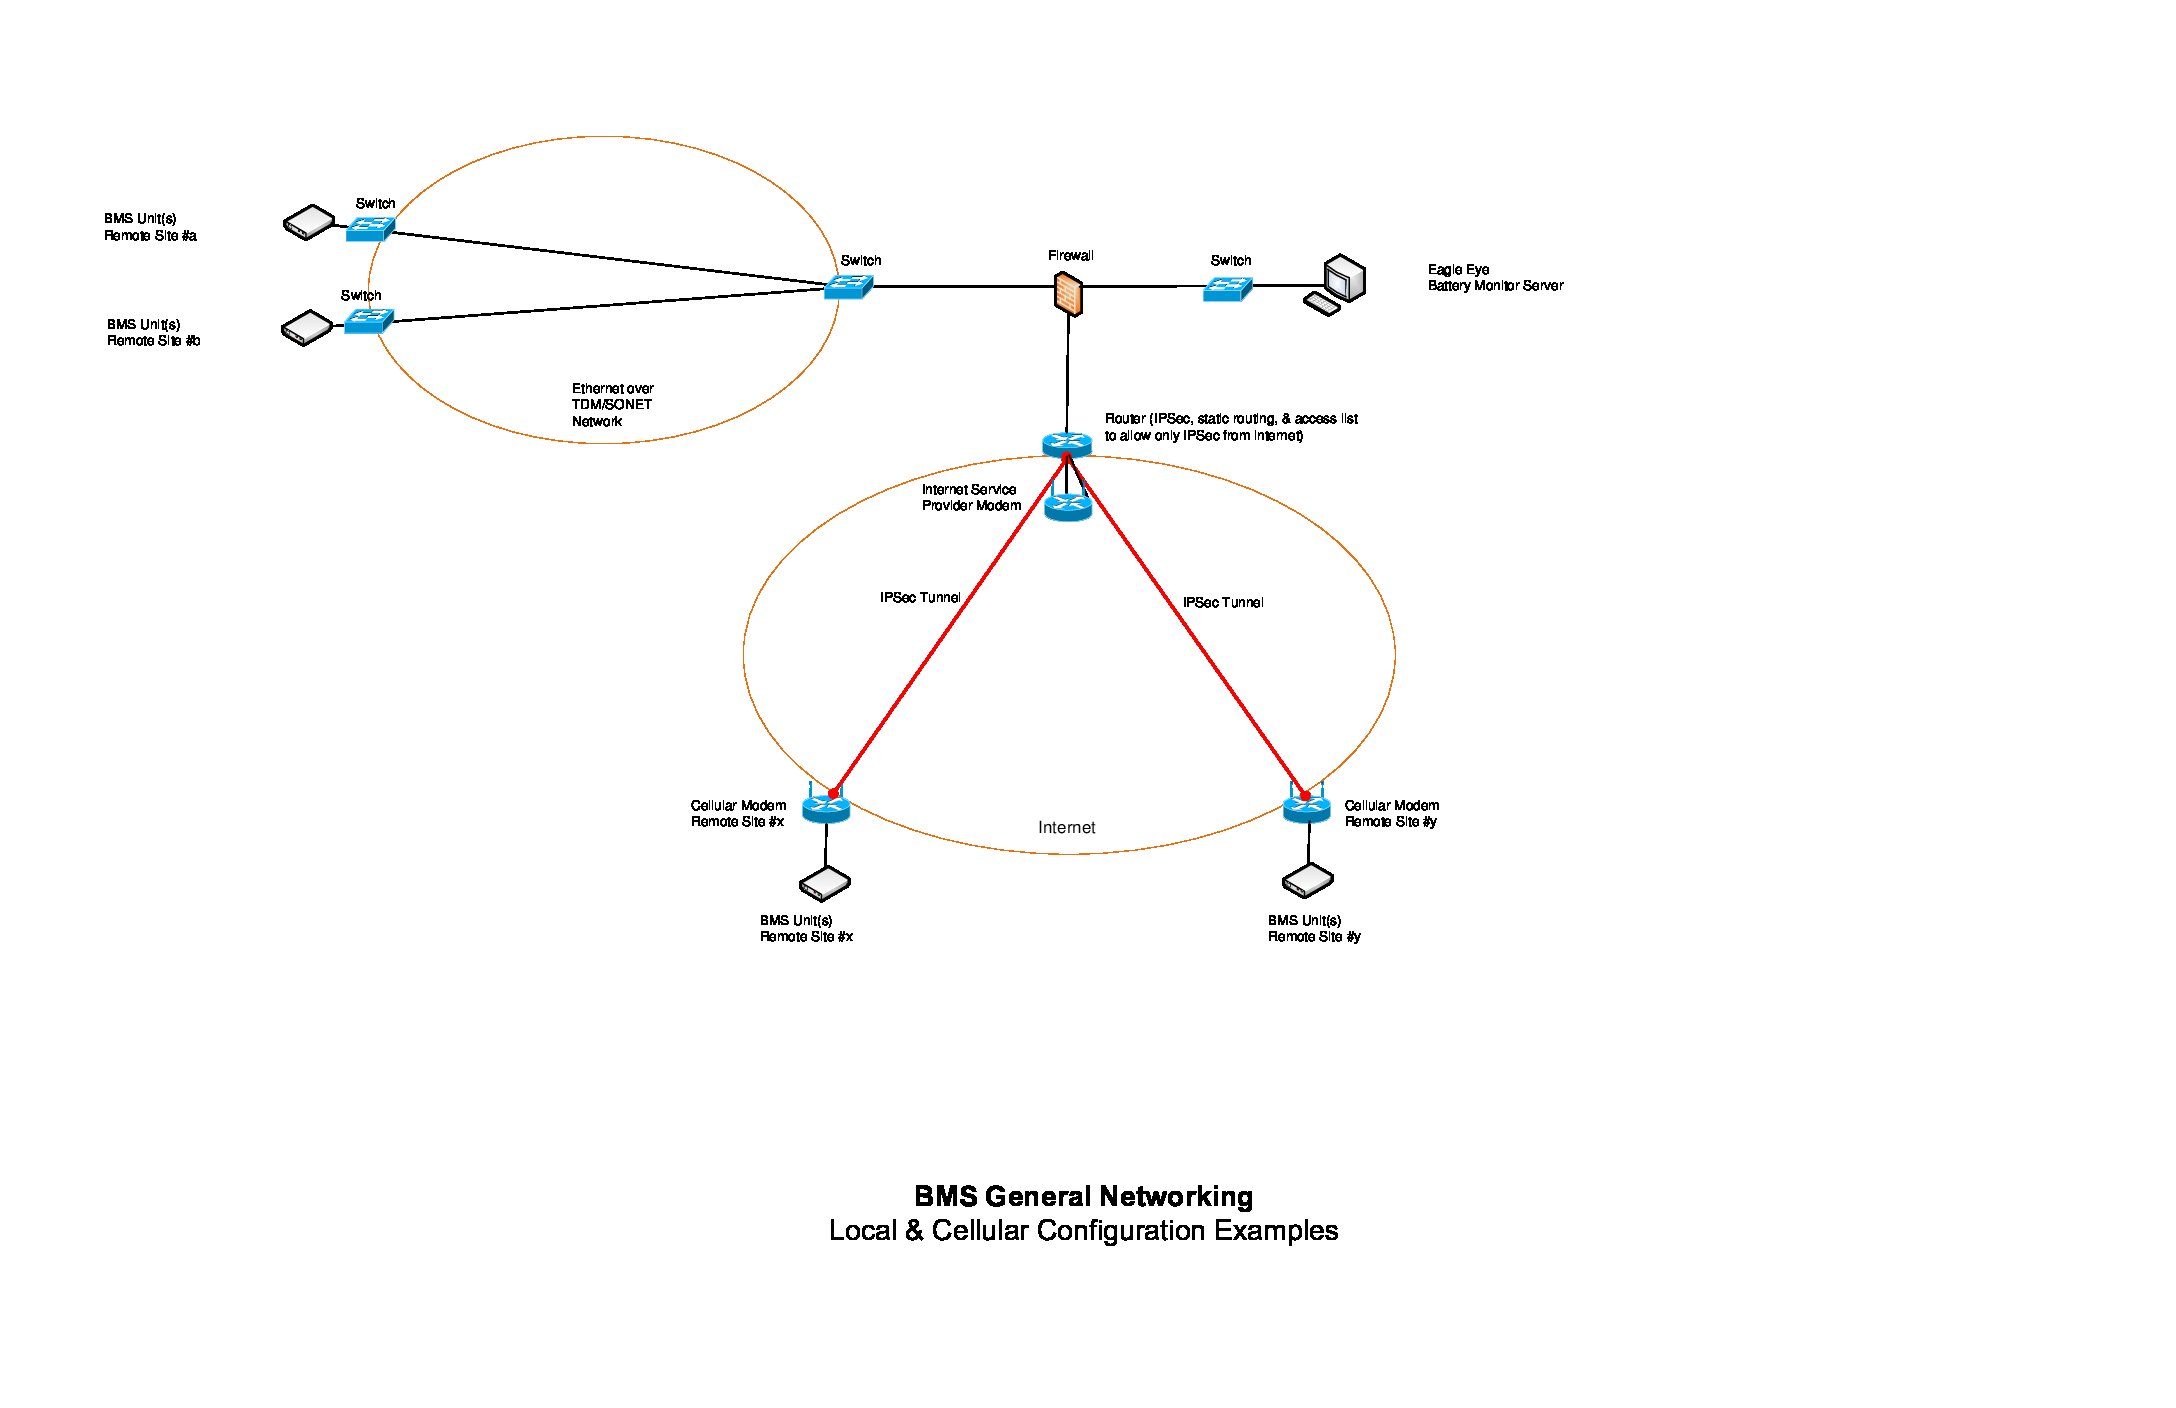 Switch
BMS Unit(s)
Remote Site #a
Switch
Firewall
Switch
Eagle Eye
Battery Monitor Server
Switch
BMS Unit(s)
Remote Site #b
Ethernet over
TDM/SONET
Network
Router (IPSec, static routing, & access list
to allow only IPSec from Internet)
Internet Service
Provider Modem
IPSec Tunnel
IPSec Tunnel
Cellular Modem
Remote Site #x
Cellular Modem
Remote Site #y
Internet
BMS Unit(s)
Remote Site #x
BMS Unit(s)
Remote Site #y
BMS General Networking
Local & Cellular Configuration Examples